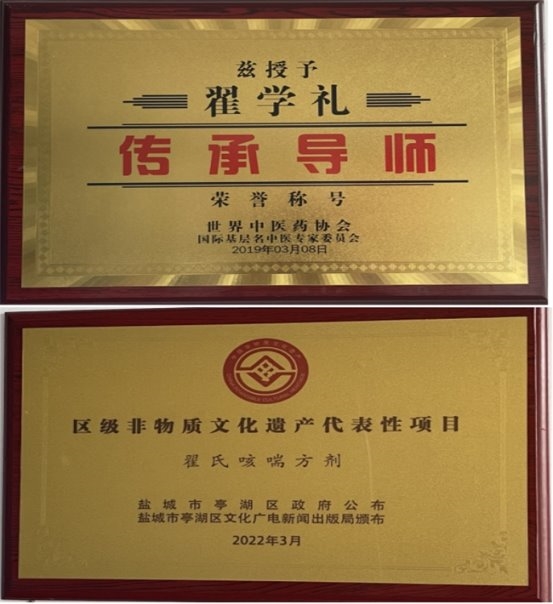 兹授予
翟学礼
传承导师
荣誉称号
世界中医药协会
国际基层名中医专家委员会
2019年03月08日
区级非物质文化遗产代表性项目
翟氏咳喘方剂
盐城市亭湖区政府公布
盐城市亭湖区文化广电新闻出版局颁布
2022年3月